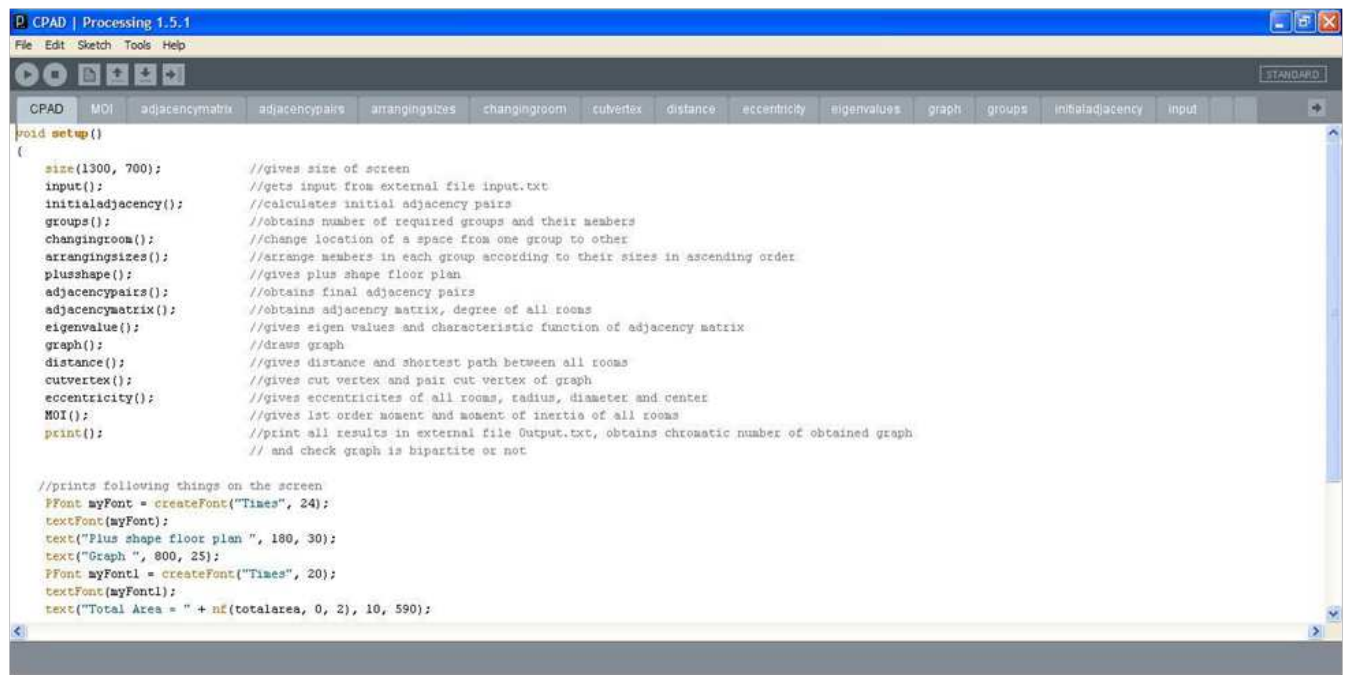 CPAD | Processing 1.5.1
File Edit Sketch Tools Help
STANDARD
CPAD MOI adjacencymatrix adjacencypairs arrangingsizes changingroom cutvertex distance eccentricity eigenvalues graph groups initialadjacency input
void setup()
{
size(1300, 700); //gives size of screen
input(); //gets input from external file input.txt
initialadjacency(); //calculates initial adjacency pairs
groups(); //obtains number of required groups and their members
changingroom(); //change location of a space from one group to other
arrangingsizes(); //arrange members in each group according to their sizes in ascending order
plusshape(); //gives plus shape floor plan
adjacencypairs(); //obtains final adjacency pairs
adjacencymatrix(); //obtains adjacency matrix, degree of all rooms
eigenvalue(); //gives eigen values and characteristic function of adjacency matrix
graph(); //draws graph
distance(); //gives distance and shortest path between all rooms
cutvertex(); //gives cut vertex and pair cut vertex of graph
eccentricity(); //gives eccentricites of all rooms, radius, diameter and center
MOI(); //gives 1st order moment and moment of inertia of all rooms
print(); //print all results in external file Output.txt, obtains chromatic number of obtained graph
// and check graph is bipartite or not
//prints following things on the screen
PFont myFont = createFont("Times", 24);
textFont(myFont);
text("Plus shape floor plan ", 180, 30);
text("Graph ", 800, 25);
PFont myFont1 = createFont("Times", 20);
textFont(myFont1);
text("Total Area = " + nf(totalarea, 0, 2), 10, 590);